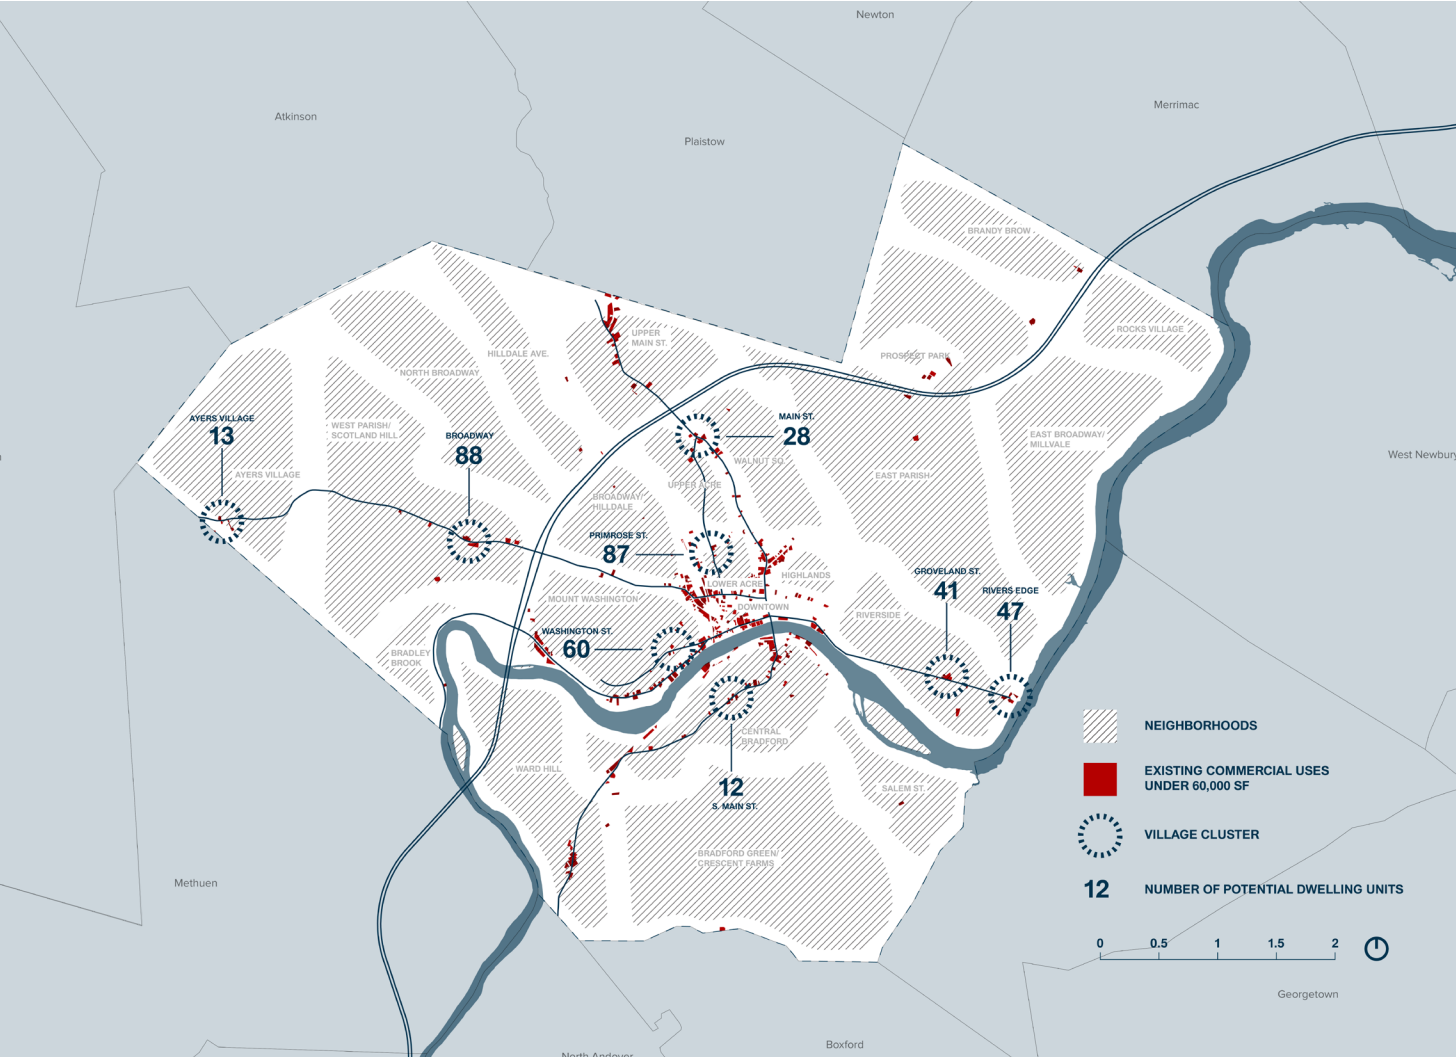 Newton
Atkinson
Merrimac
Plaistow
BRANDY BROW
ROCKS VILLAGE
UPPER
MAIN ST.
HILLDALE AVE.
PROSPECT PARK
NORTH BROADWAY
AYERS VILLAGE
13
WEST PARISH/
SCOTLAND HILL
BROADWAY
88
MAIN ST.
28
EAST BROADWAY/
MILLVALE
West Newbury
WALNUT SQ.
AYERS VILLAGE
EAST PARISH
UPPER ACRE
BROADWAY/
HILLDALE
PRIMROSE ST.
87
HIGHLANDS
LOWER ACRE
GROVELAND ST.
41
RIVERS EDGE
47
MOUNT WASHINGTON
DOWNTOWN
RIVERSIDE
WASHINGTON ST.
60
BRADLEY
BROOK
CENTRAL
BRADFORD
WARD HILL
12
S. MAIN ST.
SALEM ST.
BRADFORD GREEN/
CRESCENT FARMS
Methuen
NEIGHBORHOODS
EXISTING COMMERCIAL USES
UNDER 60,000 SF
VILLAGE CLUSTER
12 NUMBER OF POTENTIAL DWELLING UNITS
0 0.5 1 1.5 2
Georgetown
Boxford
North Andover